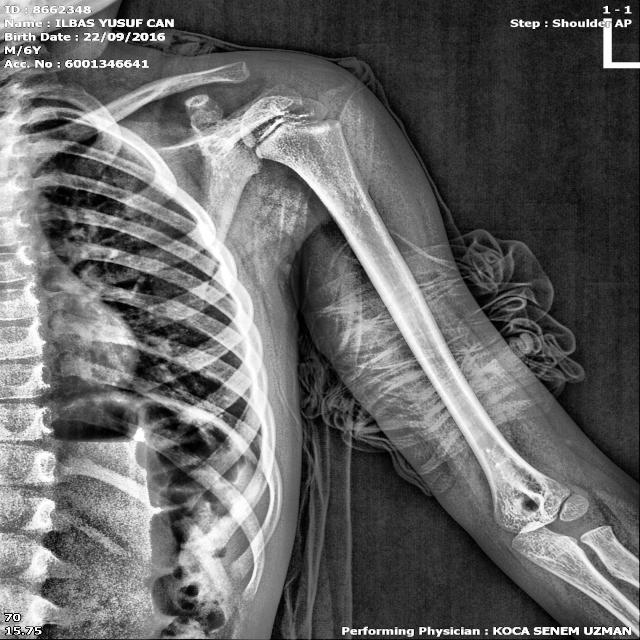 ID : 8662348
Name : ILBAS YUSUF CAN
Birth Date : 22/09/2016
M/6Y
Acc. No : 6001346641
1 - 1
Step : Shoulder AP
L
70
15.75
Performing Physician : KOCA SENEM UZMAN